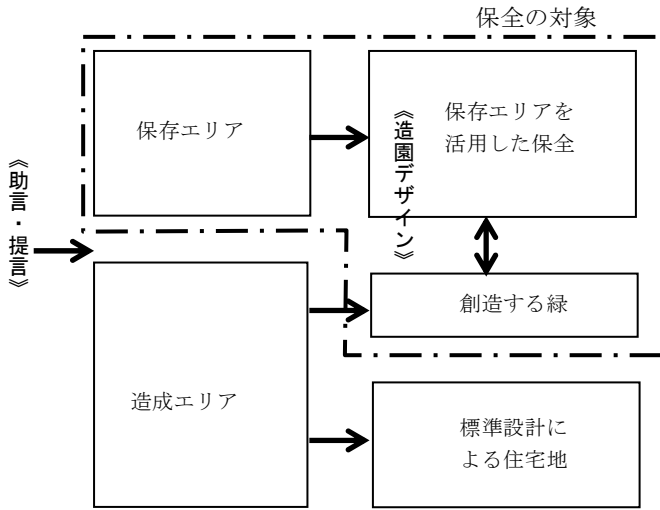 保全の対象
保存エリア
保存エリアを
活用した保全
《造園デザイン》
《助言・提言》
創造する緑
造成エリア
標準設計に
よる住宅地